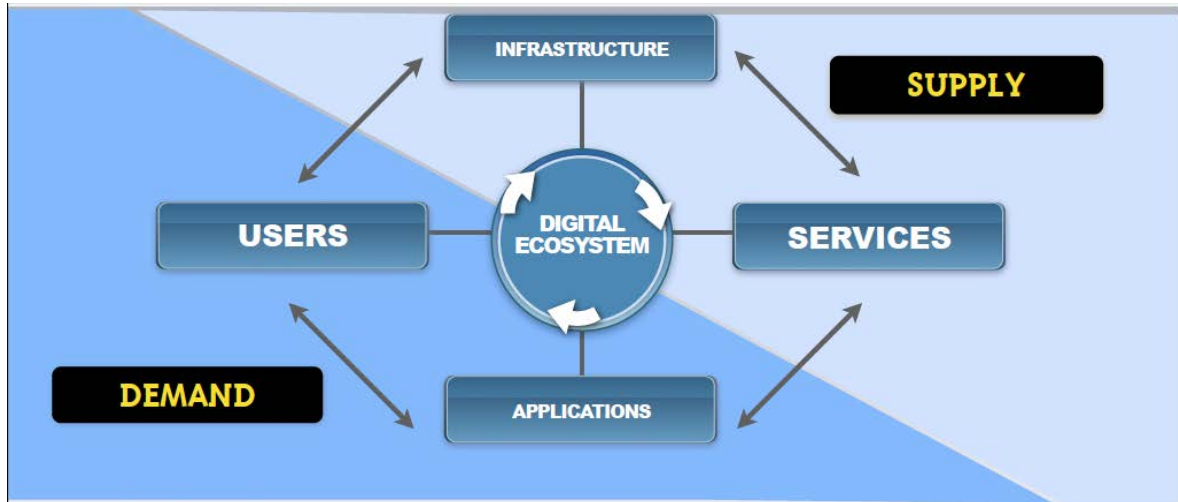 INFRASTRUCTURE
SUPPLY
USERS
DIGITAL
ECOSYSTEM
SERVICES
DEMAND
APPLICATIONS